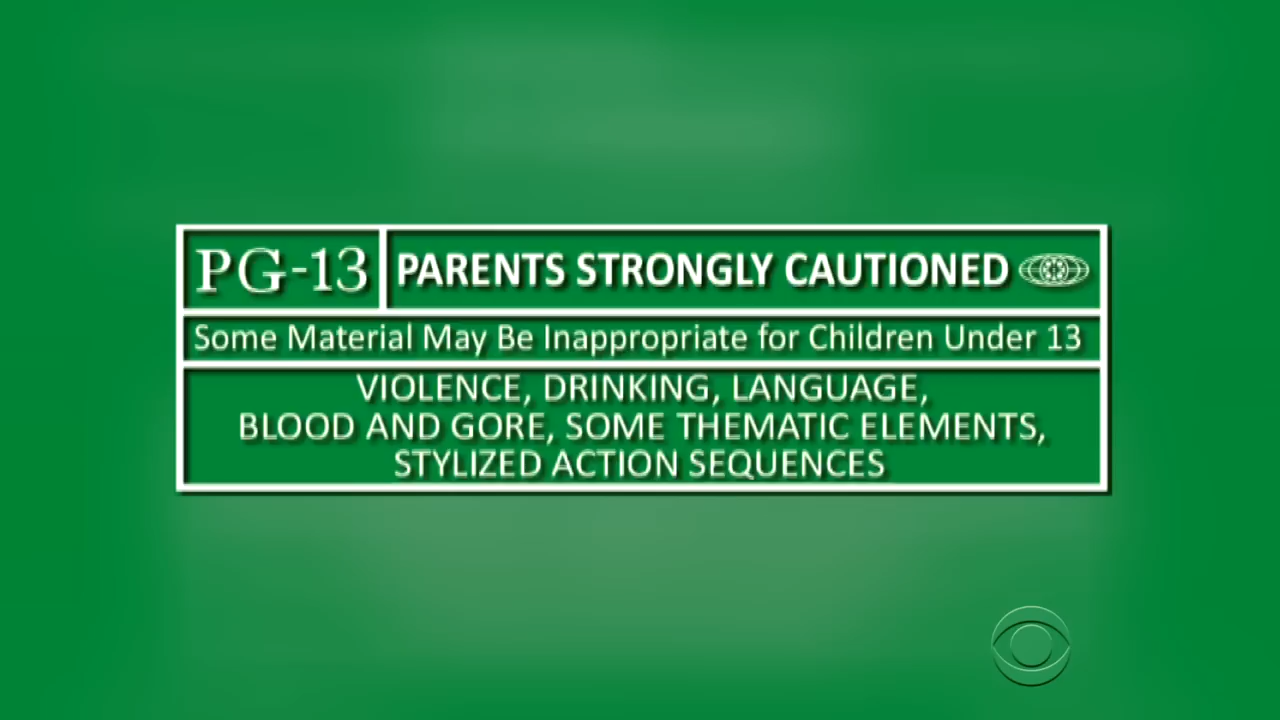 PG-13
PARENTS STRONGLY CAUTIONED
Some Material May Be Inappropriate for Children Under 13
VIOLENCE, DRINKING, LANGUAGE,
BLOOD AND GORE, SOME THEMATIC ELEMENTS,
STYLIZED ACTION SEQUENCES